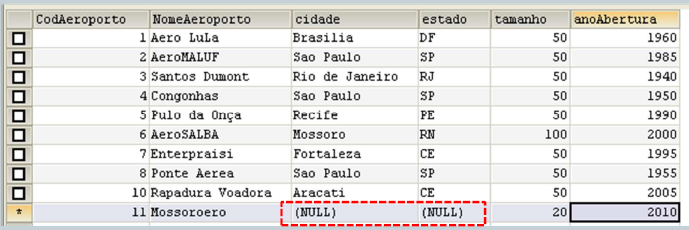 CodAeroporto NomeAeroporto cidade estado tamanho anoAbertura
1 Aero LuLa Brasilia DF 50 1960
2 AeroMALUF Sao Paulo SP 50 1985
3 Santos Dumont Rio de Janeiro RJ 50 1940
4 Congonhas Sao Paulo SP 50 1950
5 Pulo da Onça Recife PE 50 1990
6 AeroSALBA Mossoro RN 100 2000
7 Enterpraisi Fortaleza CE 50 1995
8 Ponte Aerea Sao Paulo SP 50 1955
10 Rapadura Voadora Aracati CE 50 2005
* 11 Mossoroero (NULL) (NULL) 20 2010